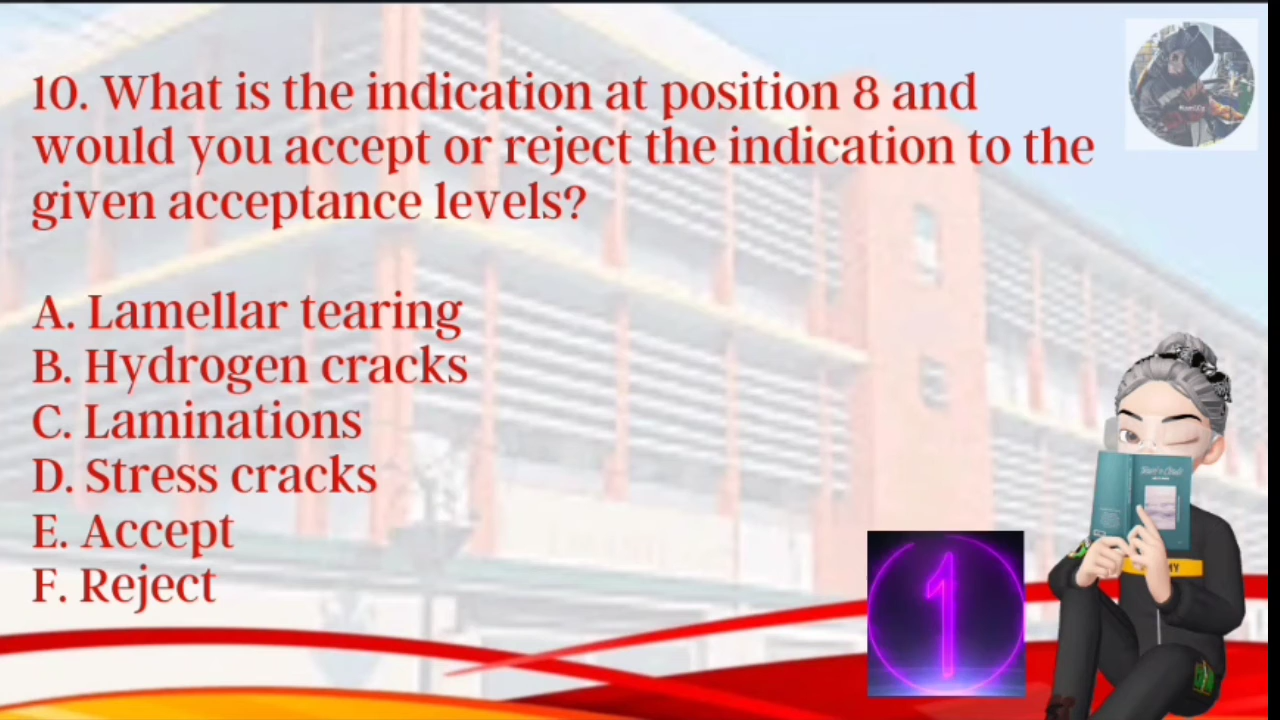 10. What is the indication at position 8 and
would you accept or reject the indication to the
given acceptance levels?
A. Lamellar tearing
B. Hydrogen cracks
C. Laminations
D. Stress cracks
E. Accept
F. Reject
1